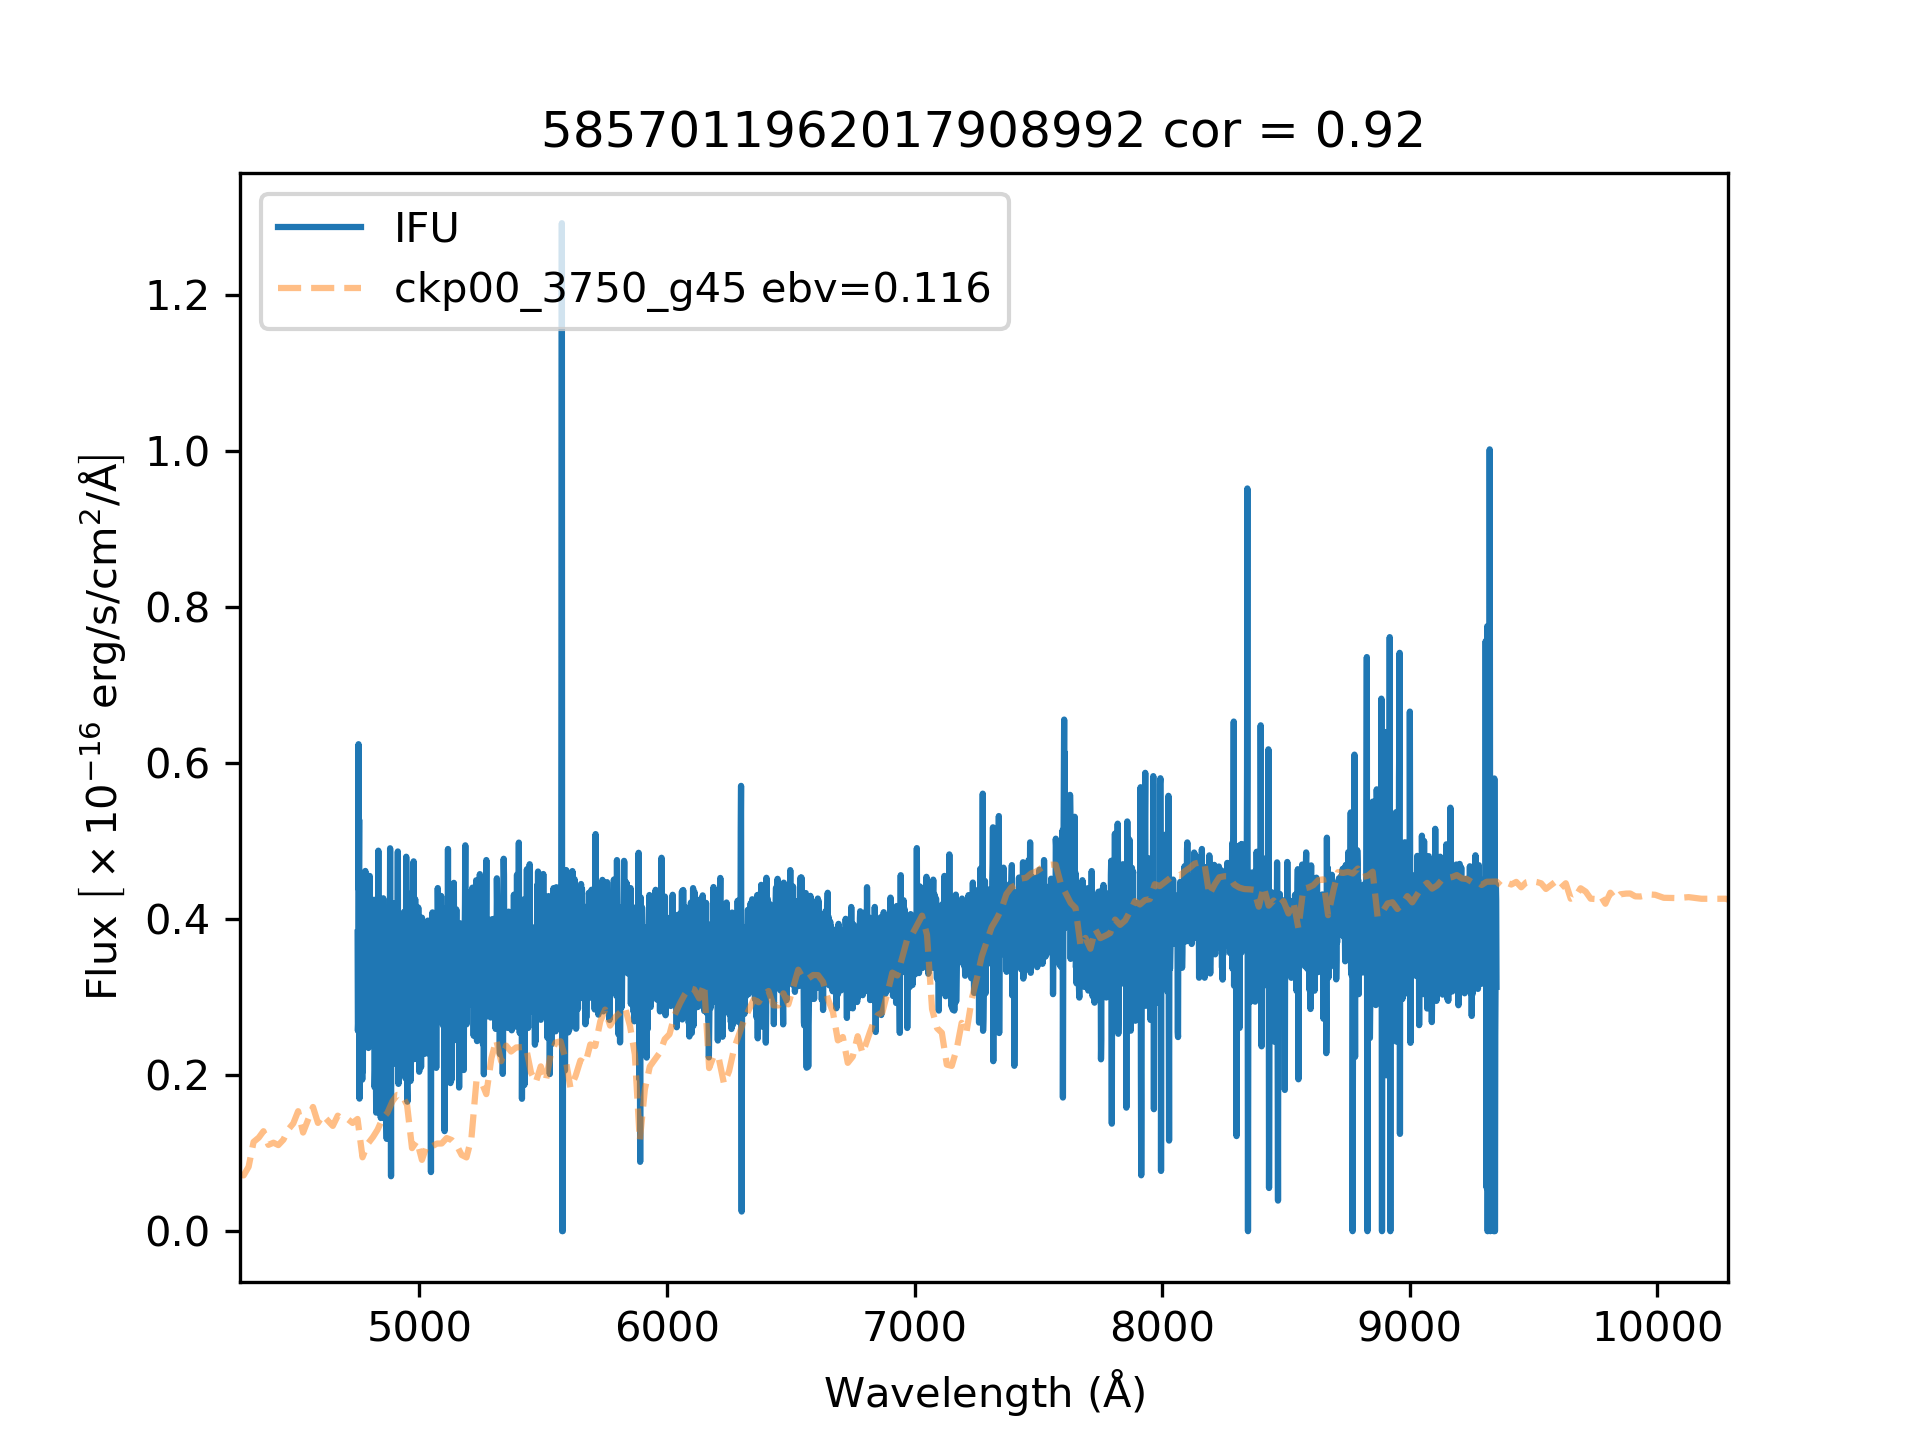 5857011962017908992 cor = 0.92
IFU
ckp00_3750_g45 ebv=0.116
1.2
1.0
0.8
0.6
0.4
0.2
0.0
Flux [ × 10⁻¹⁶ erg/s/cm²/Å]
5000 6000 7000 8000 9000 10000
Wavelength (Å)